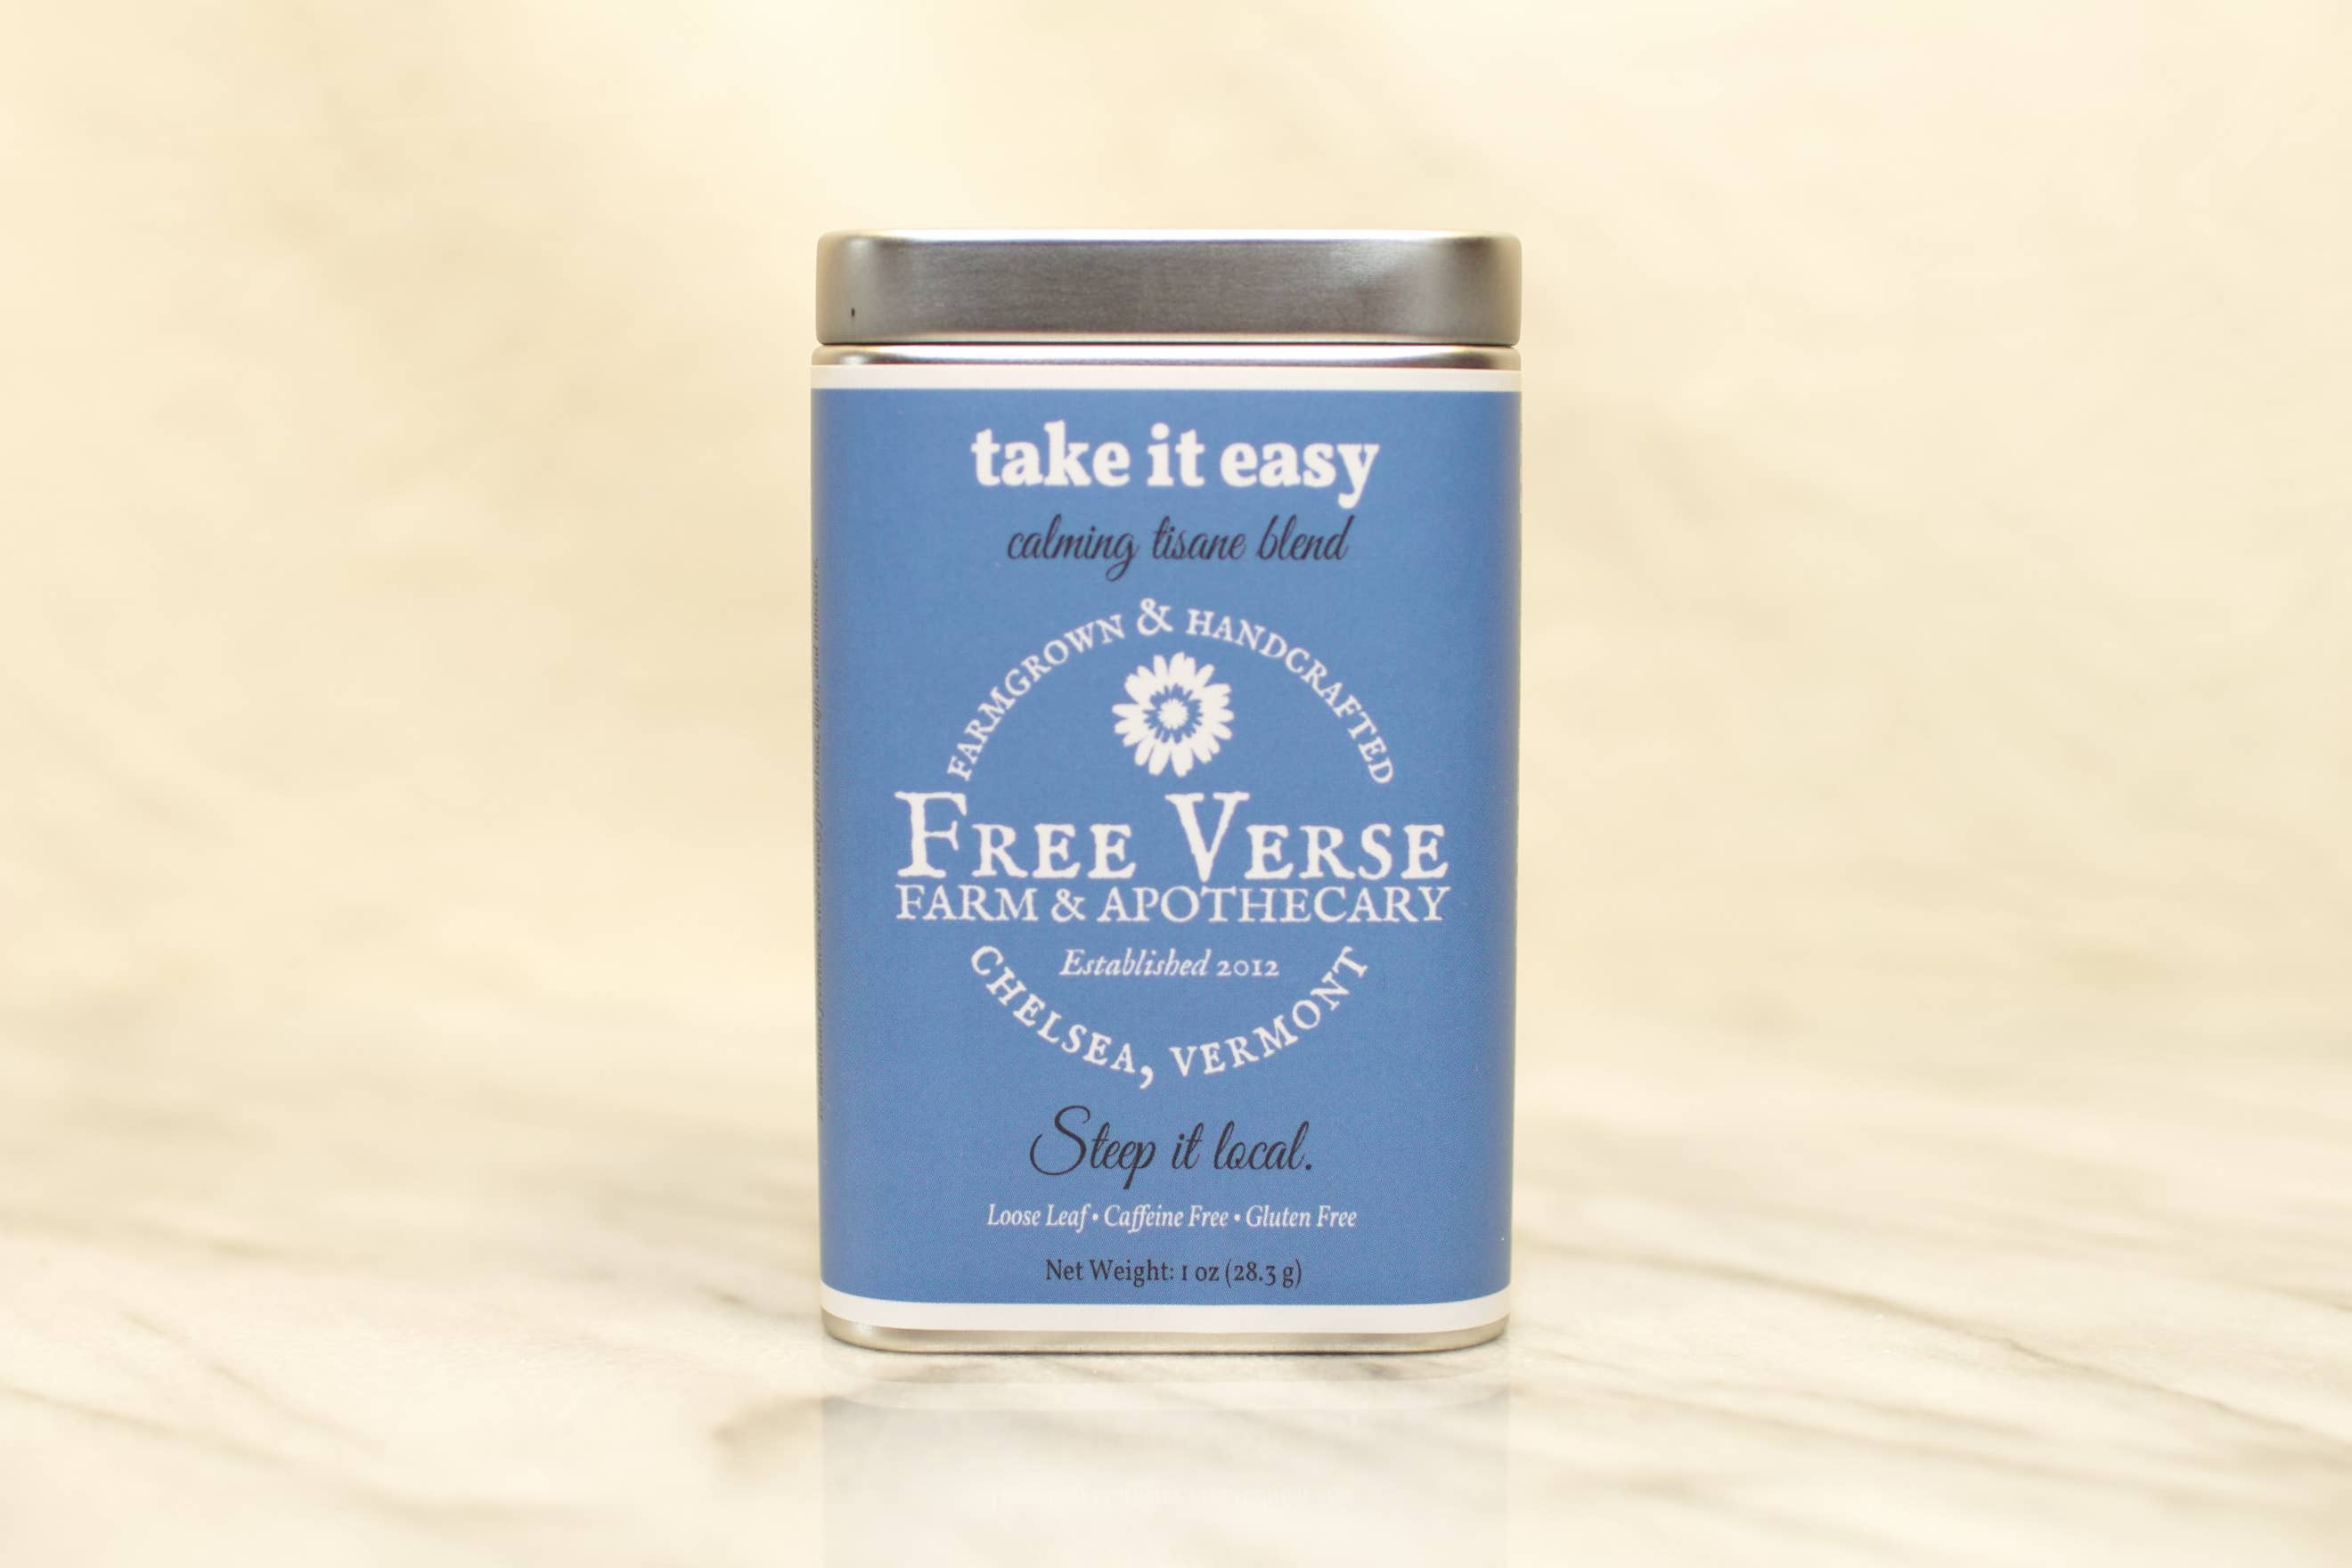 take it easy
calming tisane blend
FARMGROWN & HANDCRAFTED
FREE VERSE
FARM & APOTHECARY
Established 2012
CHELSEA, VERMONT
Steep it local.
Loose Leaf • Caffeine Free • Gluten Free
Net Weight: 1 oz (28.3 g)